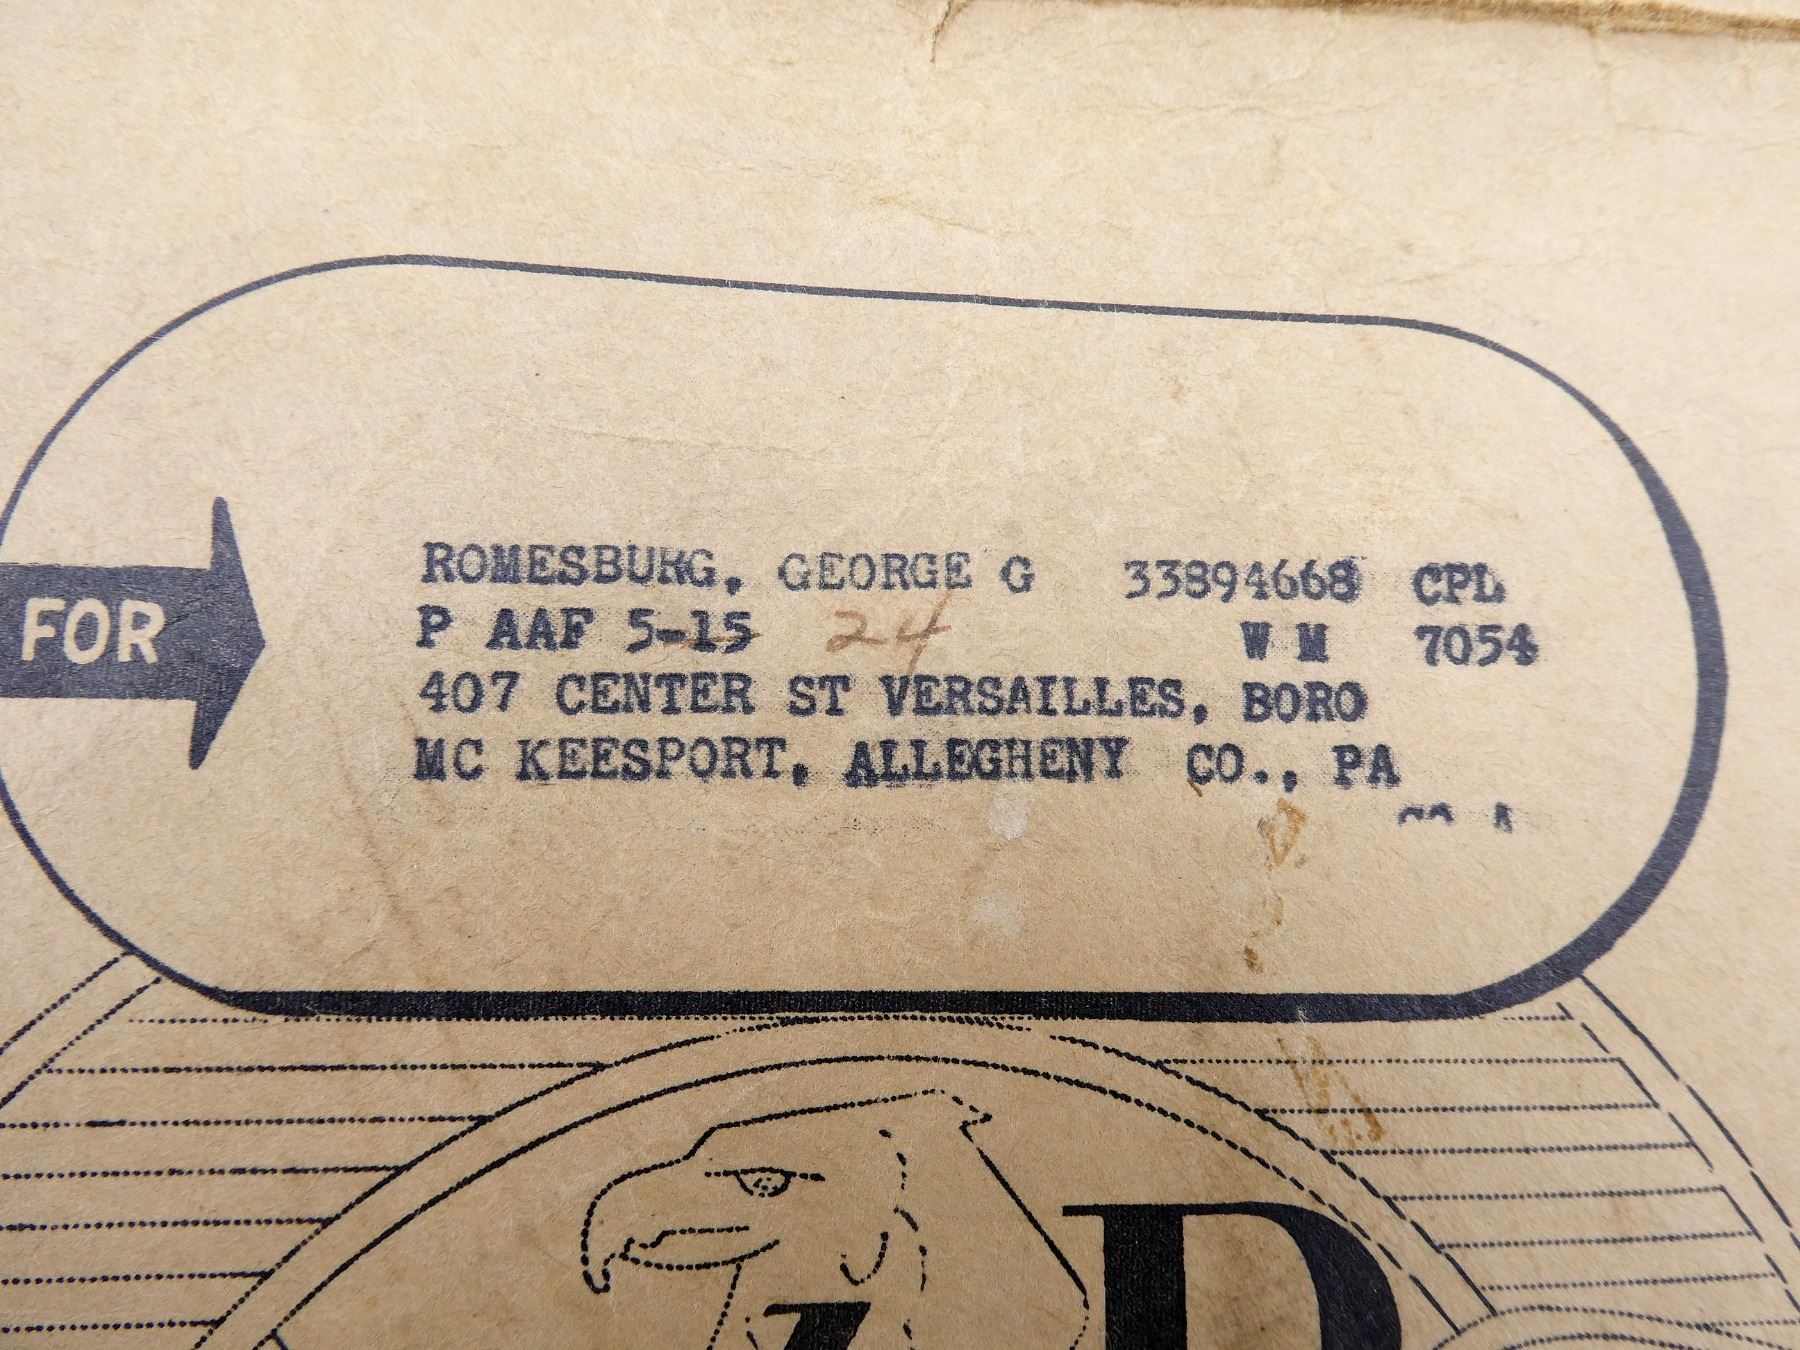 FOR
ROMESBURG, GEORGE G 33894668 CPL
P AAF 5-15 24 W M 7054
407 CENTER ST VERSAILLES, BORO
MC KEESPORT, ALLEGHENY CO., PA